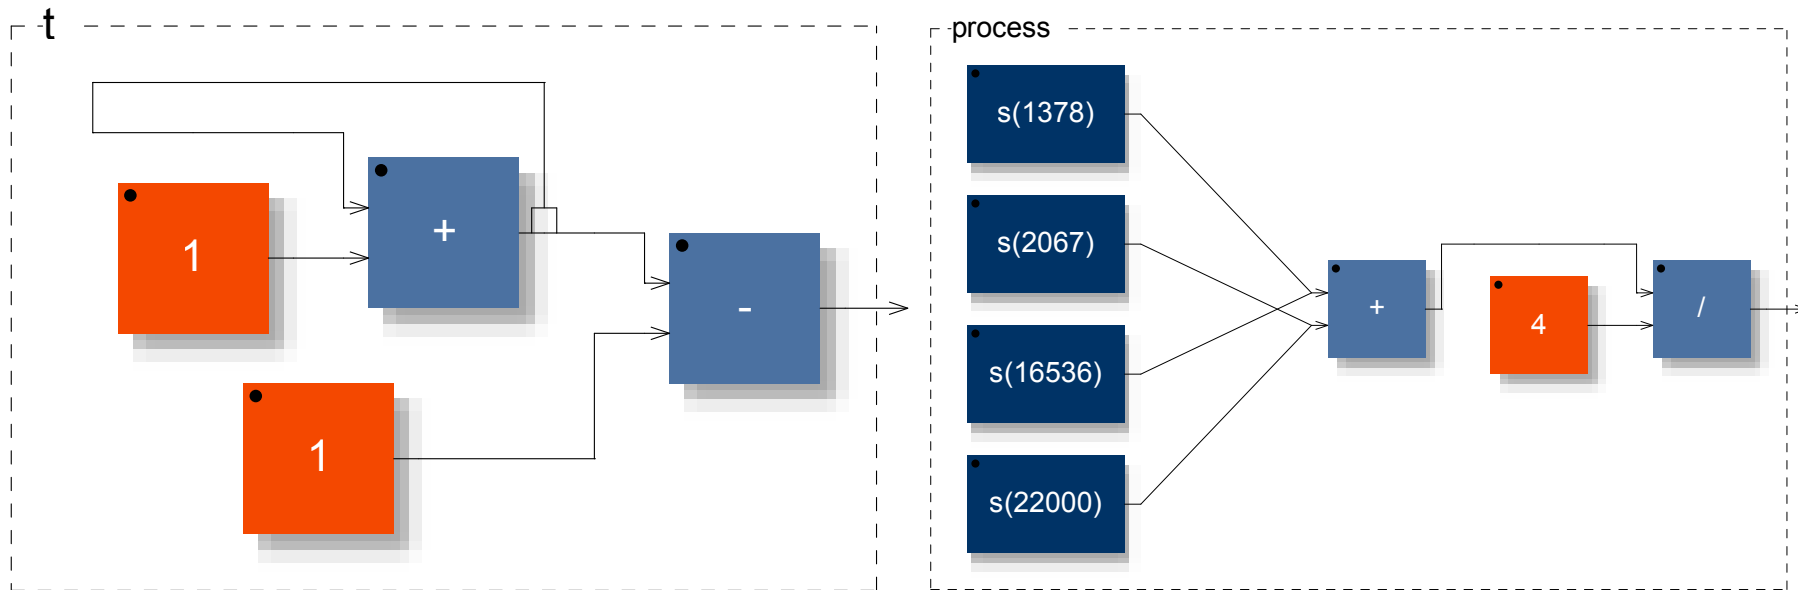 t
1
+
1
-
process
s(1378)
s(2067)
s(16536)
s(22000)
+
4
/